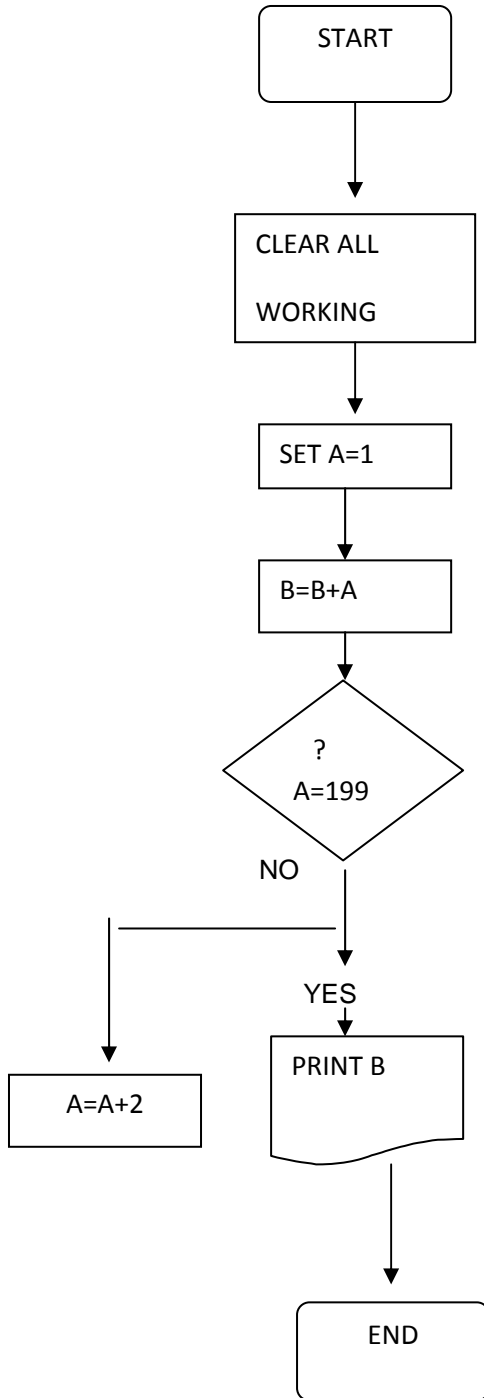 START
CLEAR ALL
WORKING
SET A=1
B=B+A
?
A=199
NO
YES
PRINT B
A=A+2
END